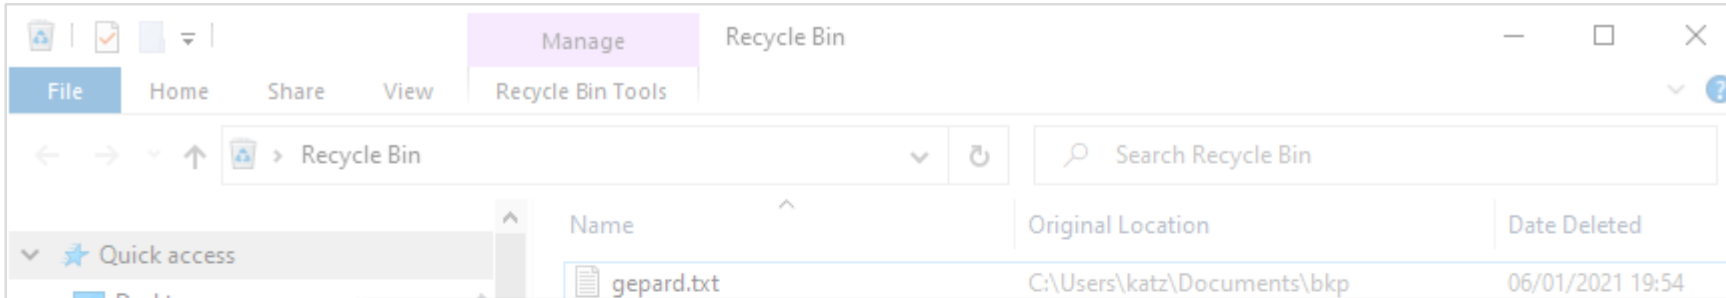 Manage Recycle Bin
File Home Share View Recycle Bin Tools
Recycle Bin Search Recycle Bin
Name Original Location Date Deleted
Quick access
gepard.txt C:\Users\katz\Documents\bkp 06/01/2021 19:54